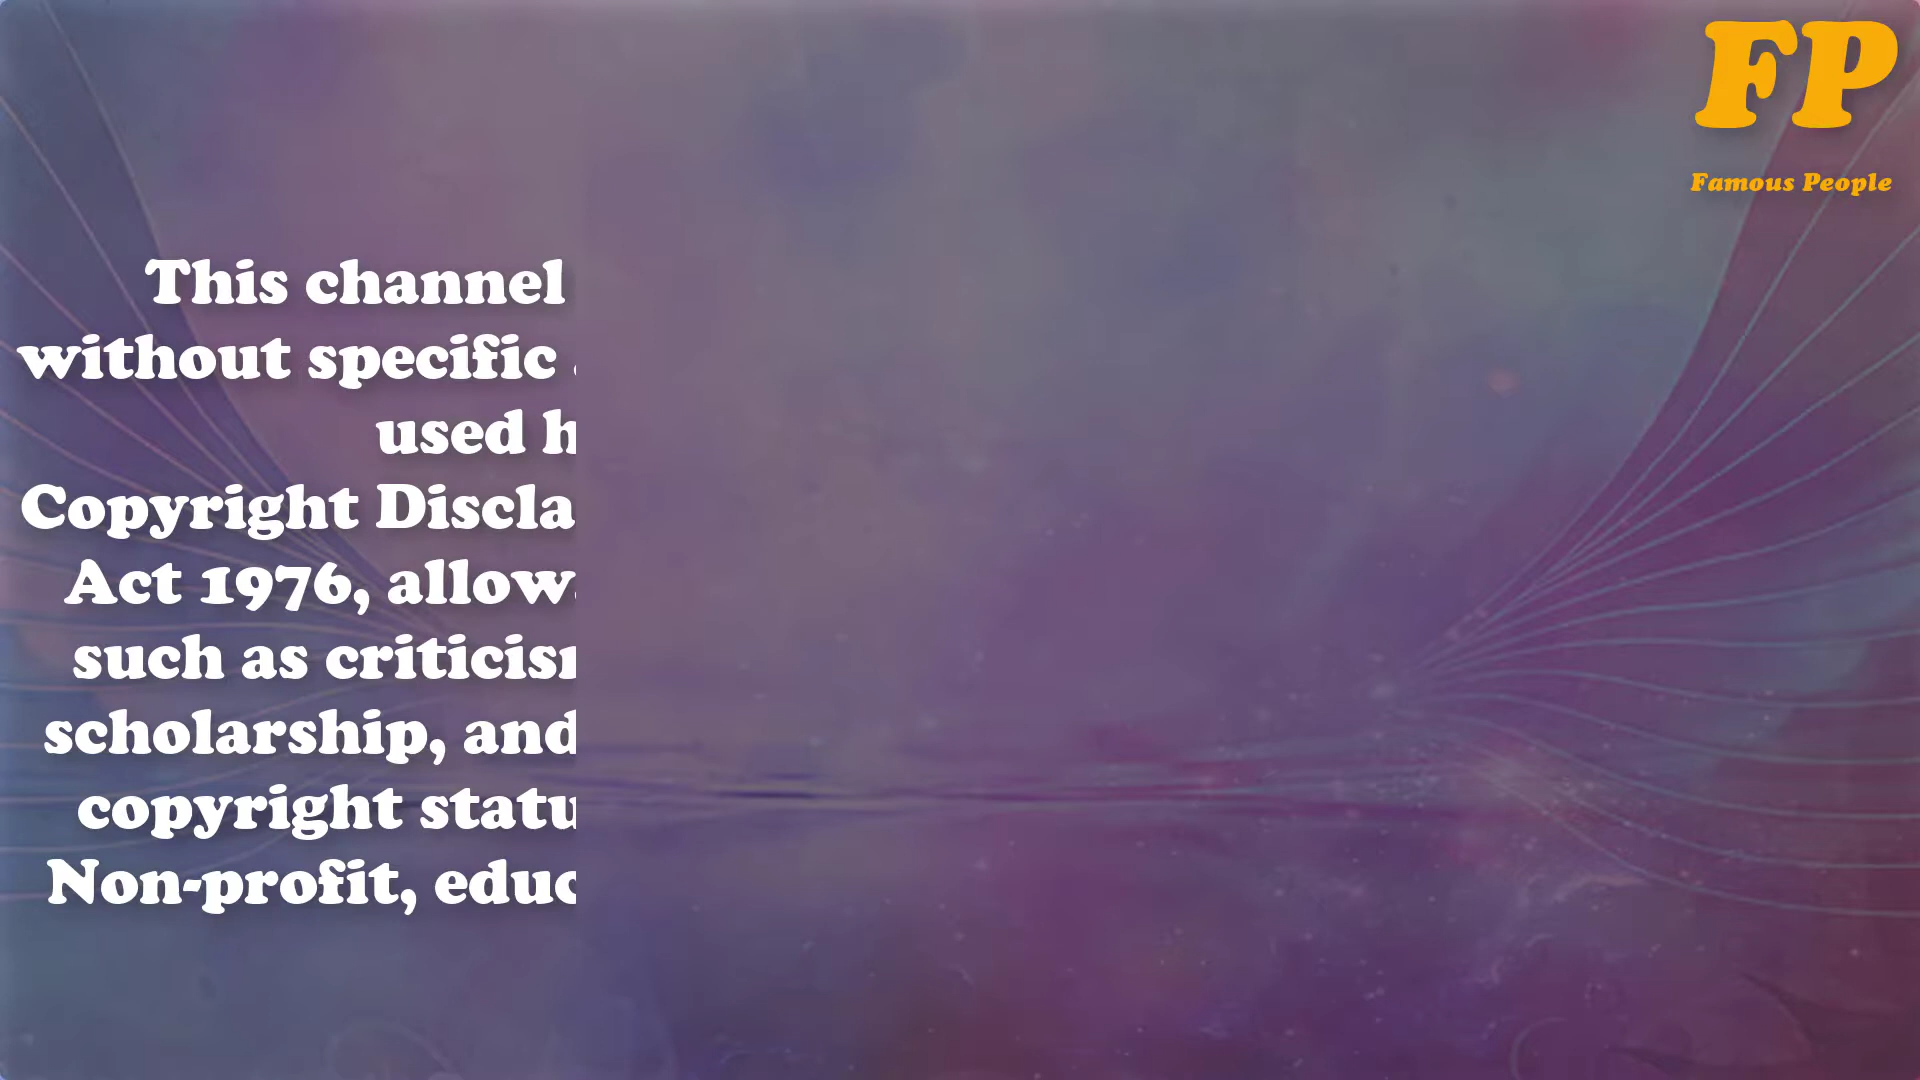 FP
Famous People
This channel
without specific
used h
Copyright Discla
Act 1976, allow
such as criticis
scholarship, and
copyright statu
Non-profit, educ